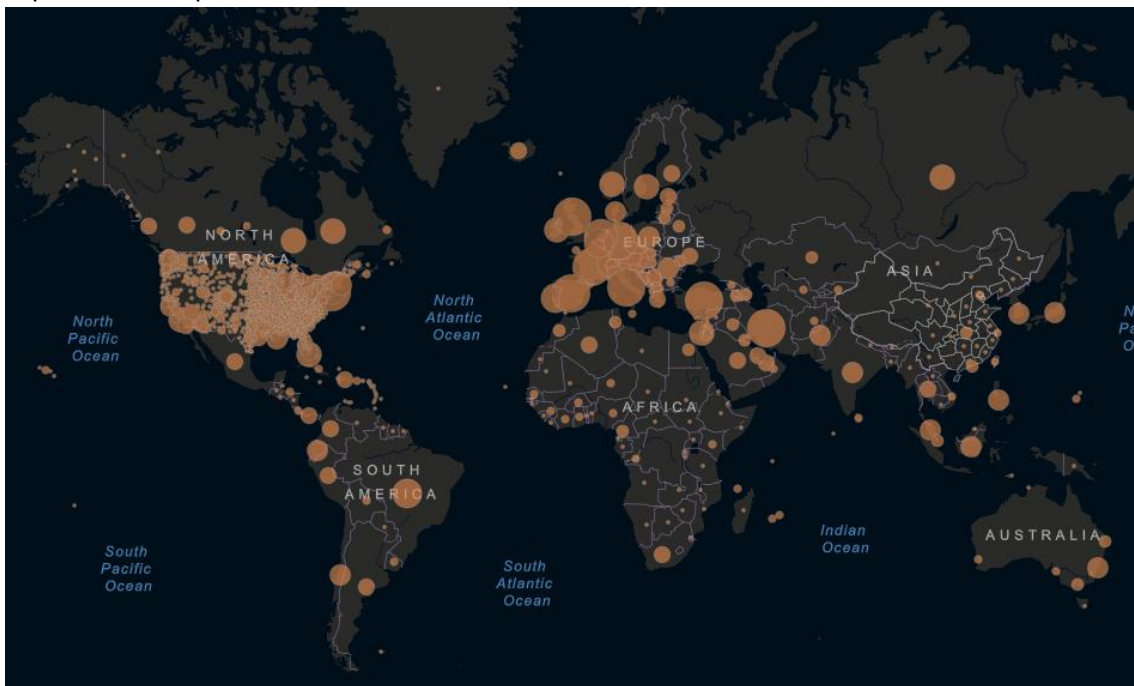 NORTH
AMERICA
EUROPE
ASIA
North
Pacific
Ocean
North
Atlantic
Ocean
AFRICA
SOUTH
AMERICA
South
Pacific
Ocean
South
Atlantic
Ocean
Indian
Ocean
AUSTRALIA